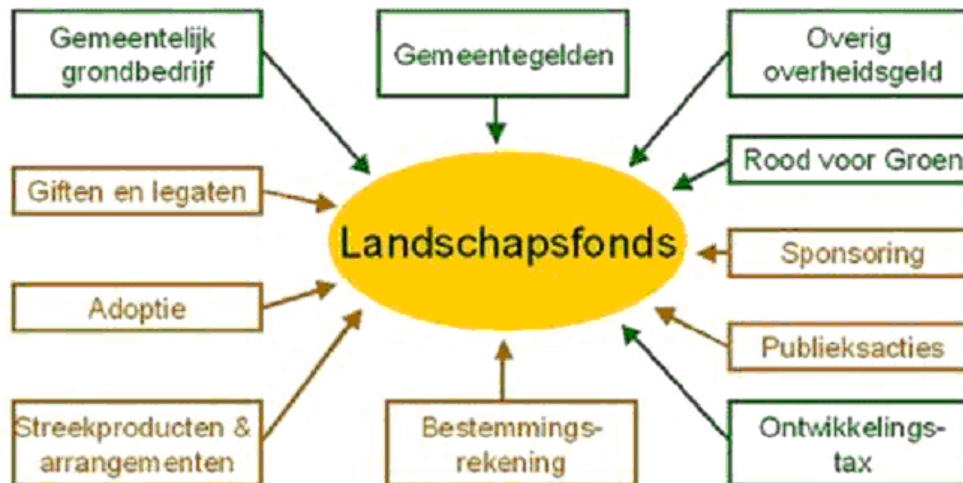 Gemeentelijk
grondbedrijf
Gemeentegelden
Overig
overheidsgeld
Rood voor Groen
Giften en legaten
Landschapsfonds
Sponsoring
Adoptie
Publieksacties
Streekproducten &
arrangementen
Bestemmings-
rekening
Ontwikkelings-
tax